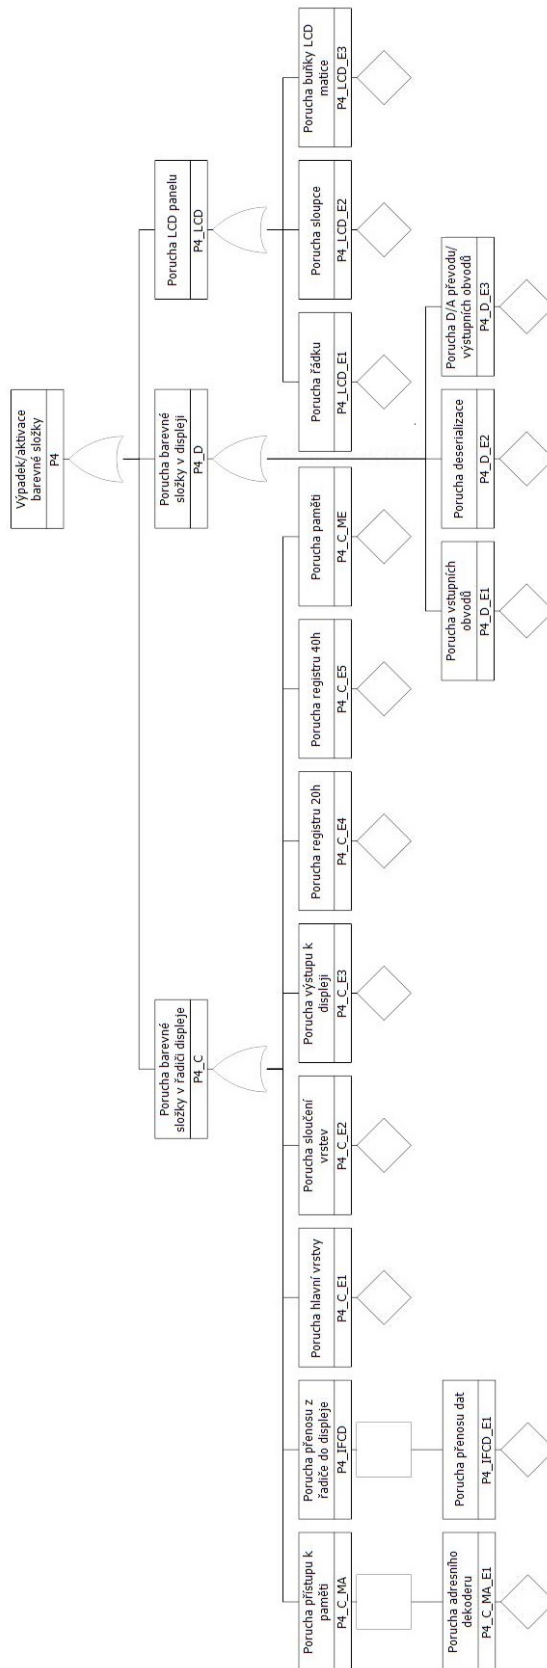 Výpadek/aktivace
barevné složky
P4
Porucha barevné
složky v řadiči displeje
P4_C
Porucha barevné
složky v displeji
P4_D
Porucha LCD panelu
P4_LCD
Porucha přístupu k
paměti
P4_C_MA
Porucha přenosu z
řadiče do displeje
P4_IFCD
Porucha hlavní vrstvy
P4_C_E1
Porucha sloučení
vrstev
P4_C_E2
Porucha výstupu k
displeji
P4_C_E3
Porucha registru 20h
P4_C_E4
Porucha registru 40h
P4_C_E5
Porucha paměti
P4_C_ME
Porucha řádku
P4_LCD_E1
Porucha sloupce
P4_LCD_E2
Porucha buňky LCD
matice
P4_LCD_E3
Porucha adresního
dekoderu
P4_C_MA_E1
Porucha přenosu dat
P4_IFCD_E1
Porucha vstupních
obvodů
P4_D_E1
Porucha deserializace
P4_D_E2
Porucha D/A převodu/
výstupních obvodů
P4_D_E3